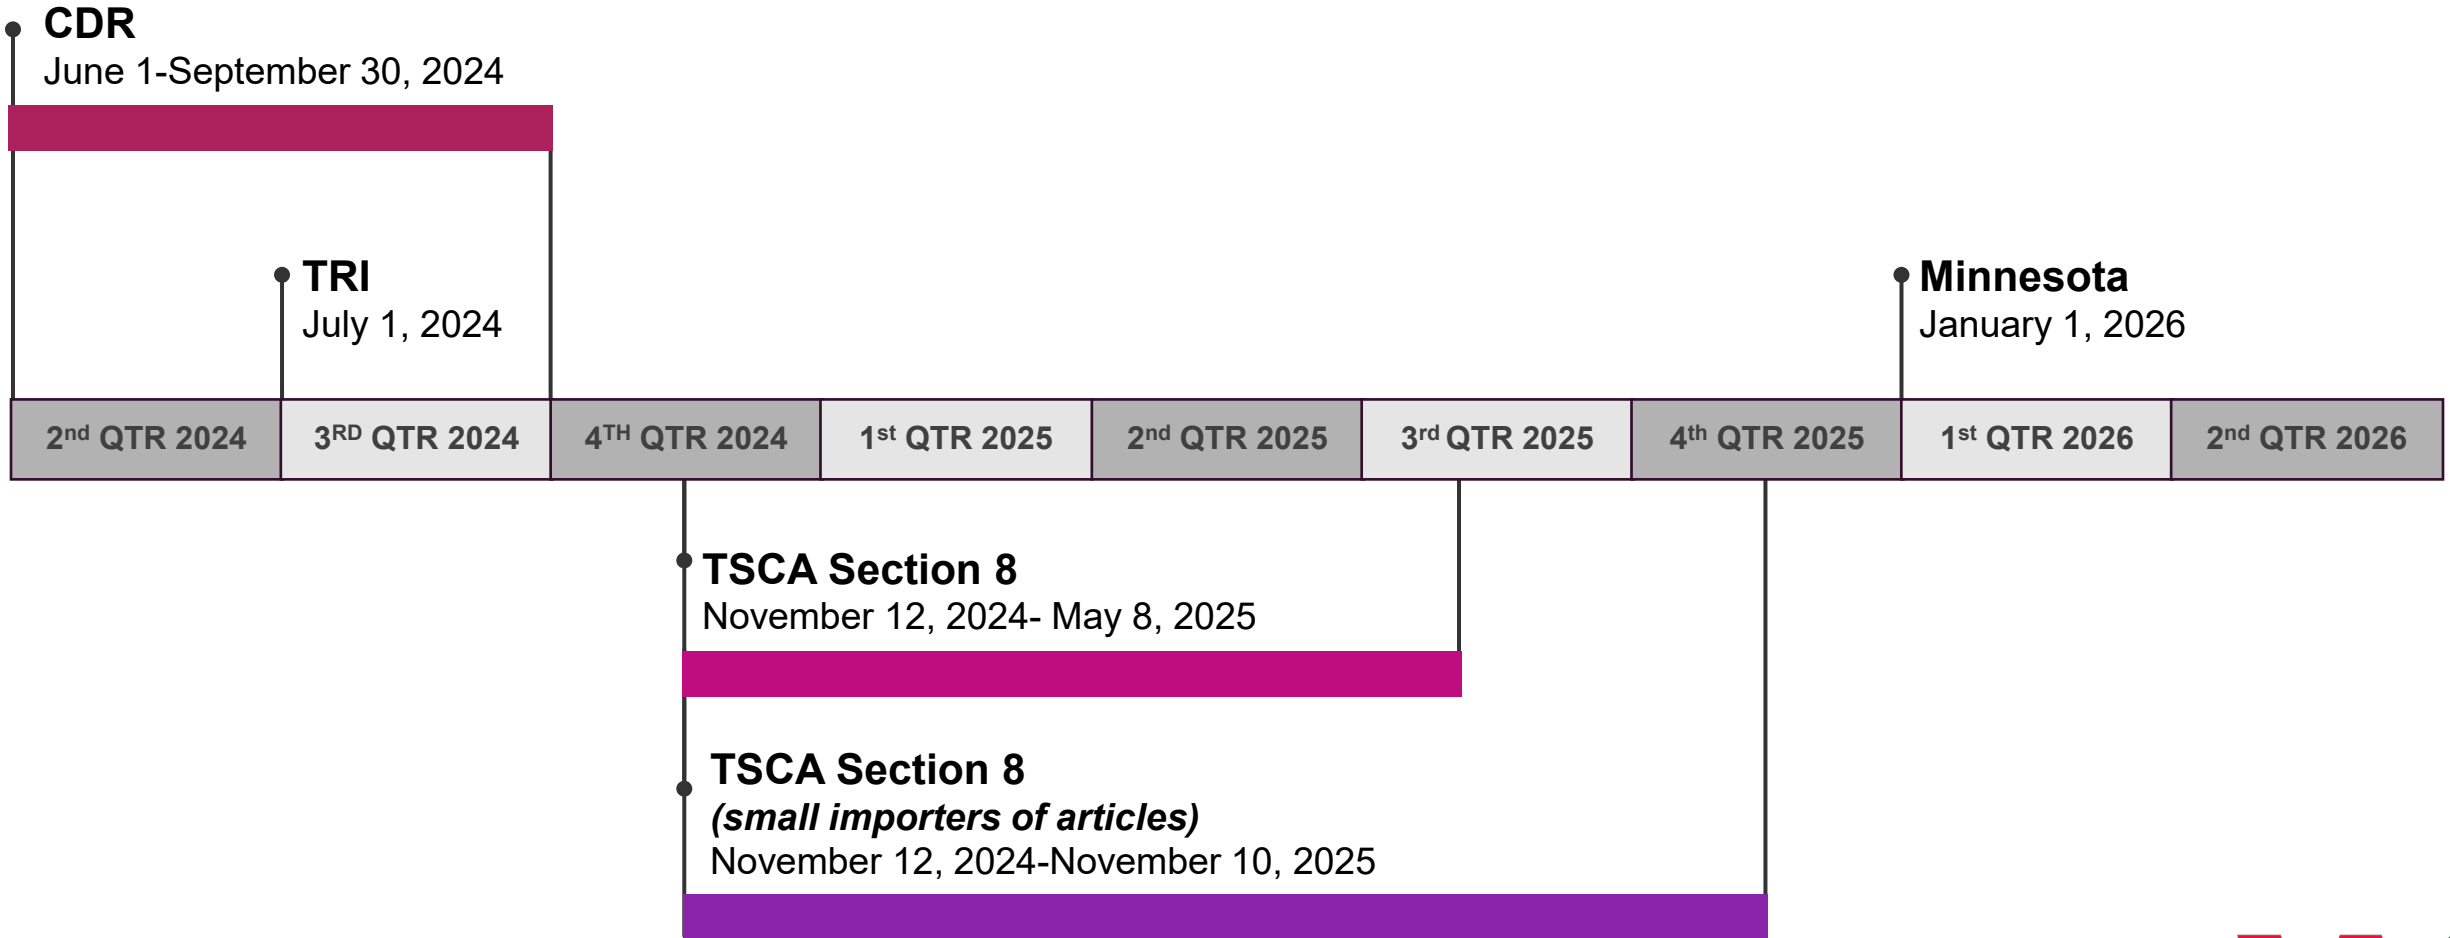 CDR
June 1-September 30, 2024
TRI
July 1, 2024
Minnesota
January 1, 2026
2nd QTR 2024
3RD QTR 2024
4TH QTR 2024
1st QTR 2025
2nd QTR 2025
3rd QTR 2025
4th QTR 2025
1st QTR 2026
2nd QTR 2026
TSCA Section 8
November 12, 2024- May 8, 2025
TSCA Section 8
(small importers of articles)
November 12, 2024-November 10, 2025